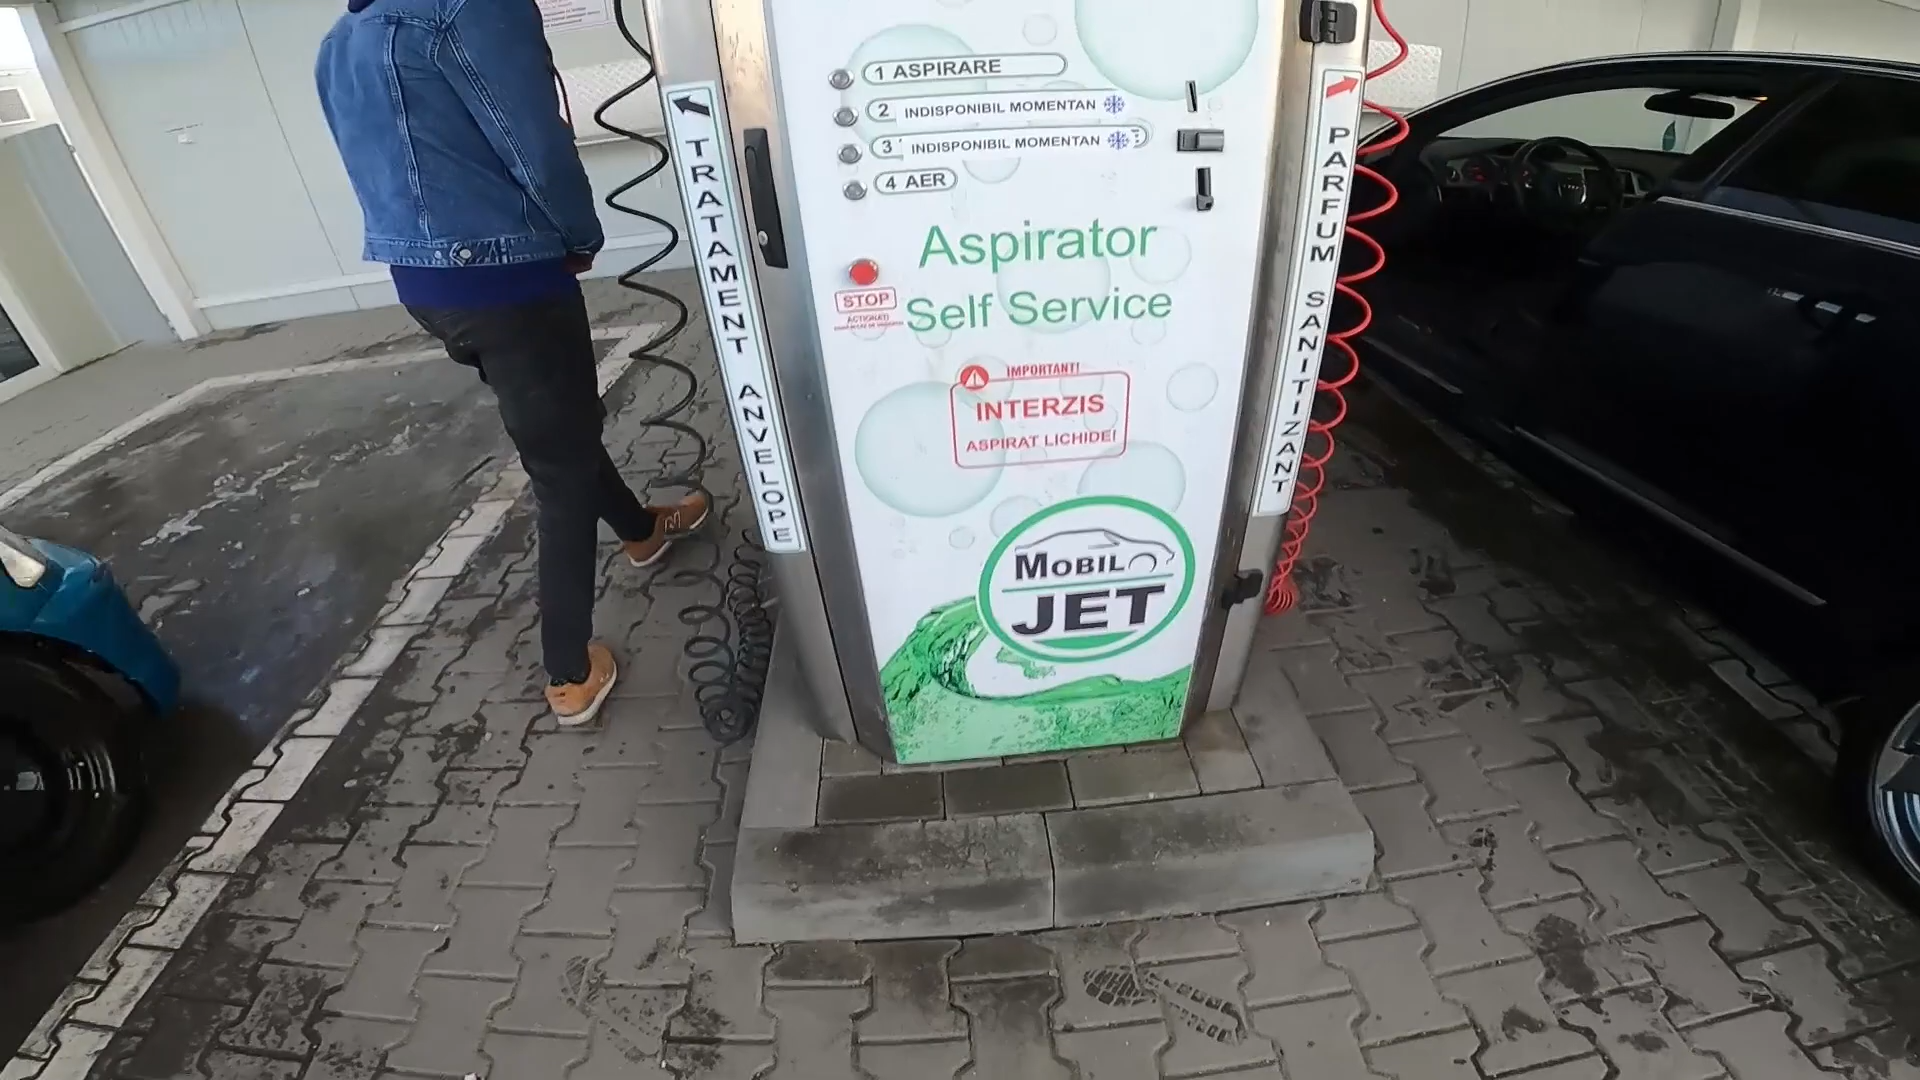 1 ASPIRARE
2 INDISPONIBIL MOMENTAN
3 INDISPONIBIL MOMENTAN
4 AER
TRATAMENT ANVELOPE
PARFUM SANITIZANT
Aspirator
Self Service
STOP
ACTIONATI
IMPORTANT!
INTERZIS
ASPIRAT LICHIDE!
MOBIL
JET